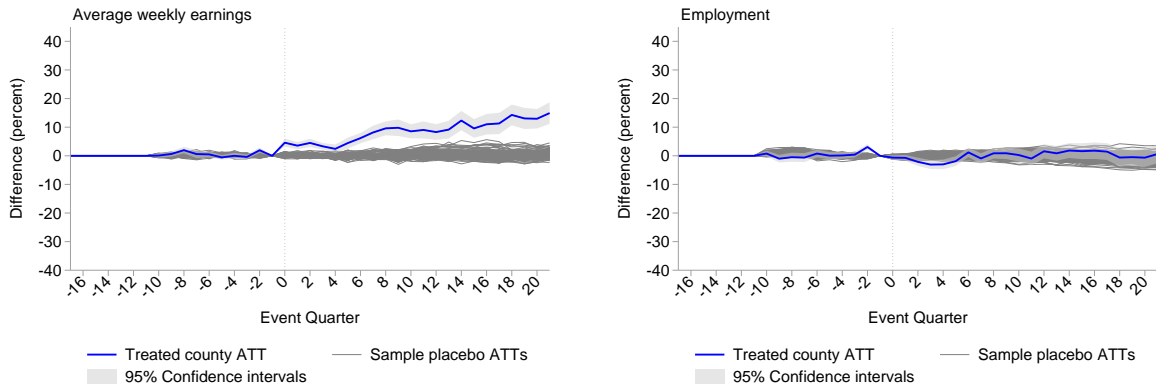 Average weekly earnings
Difference (percent)
40
30
20
10
0
-10
-20
-30
-40
-16 -14 -12 -10 -8 -6 -4 -2 0 2 4 6 8 10 12 14 16 18 20
Event Quarter
Treated county ATT
Sample placebo ATTs
95% Confidence intervals
Employment
Difference (percent)
40
30
20
10
0
-10
-20
-30
-40
-16 -14 -12 -10 -8 -6 -4 -2 0 2 4 6 8 10 12 14 16 18 20
Event Quarter
Treated county ATT
Sample placebo ATTs
95% Confidence intervals